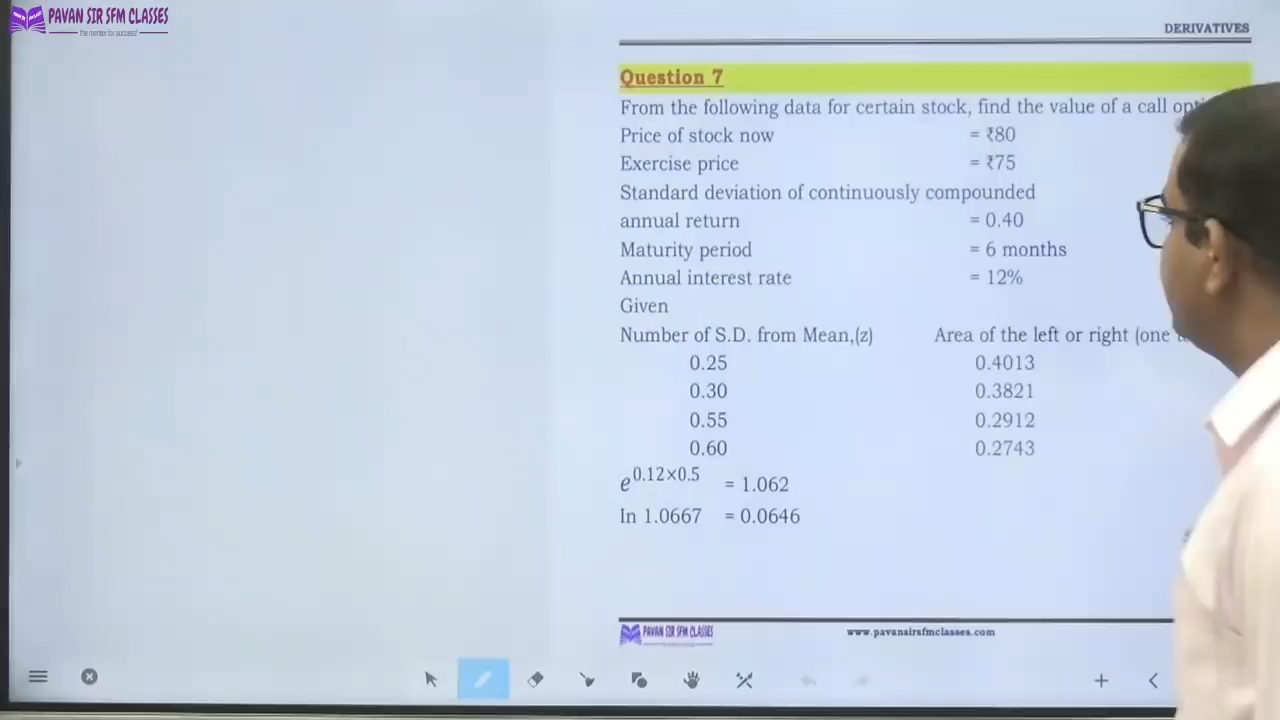 PAVAN SIR SFM CLASSES
the mentor for success!
DERIVATIVES
Question 7
From the following data for certain stock, find the value of a call
Price of stock now = ₹80
Exercise price = ₹75
Standard deviation of continuously compounded
annual return = 0.40
Maturity period = 6 months
Annual interest rate = 12%
Given
Number of S.D. from Mean,(z) Area of the left or right (one
0.25 0.4013
0.30 0.3821
0.55 0.2912
0.60 0.2743
e^0.12×0.5 = 1.062
In 1.0667 = 0.0646
PAVAN SIR SFM CLASSES
www.pavansirsfmclasses.com